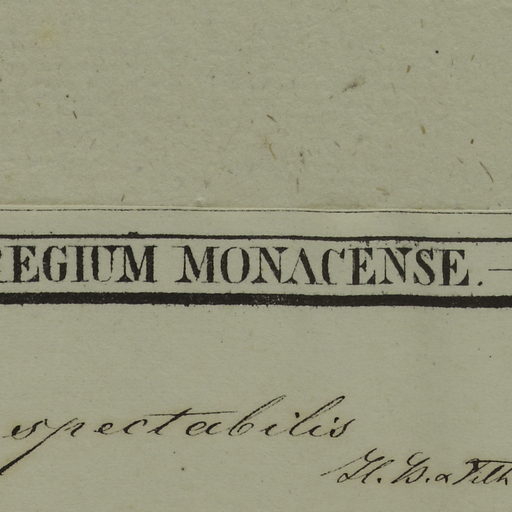 REGIUM MONACENSE. —
spectabilis
H. B. &